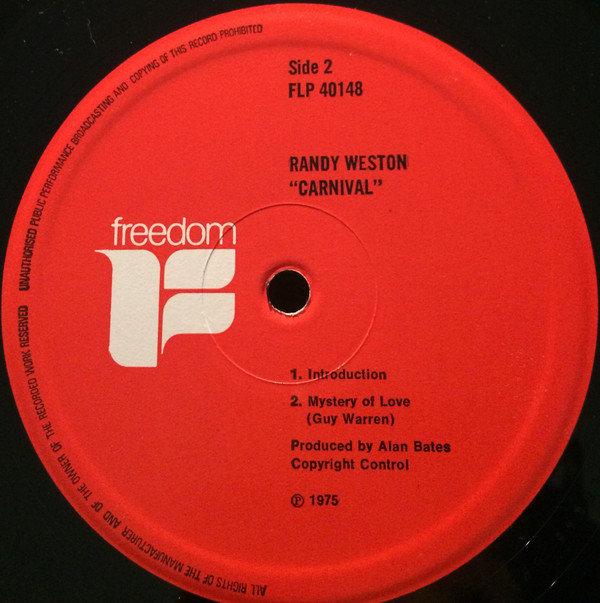 Side 2
FLP 40148
RANDY WESTON
"CARNIVAL"
freedom
1. Introduction
2. Mystery of Love
(Guy Warren)
Produced by Alan Bates
Copyright Control
℗ 1975
ALL RIGHTS OF THE MANUFACTURER AND OF THE OWNER OF THE RECORDED WORK RESERVED UNAUTHORISED PUBLIC PERFORMANCE BROADCASTING AND COPYING OF THIS RECORD PROHIBITED